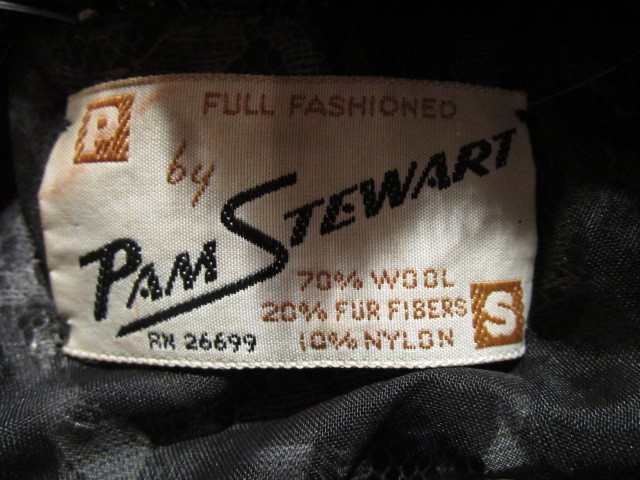 P
FULL FASHIONED
by
PAM STEWART
70% WOOL
20% FUR FIBERS
10% NYLON
RN 26699
S